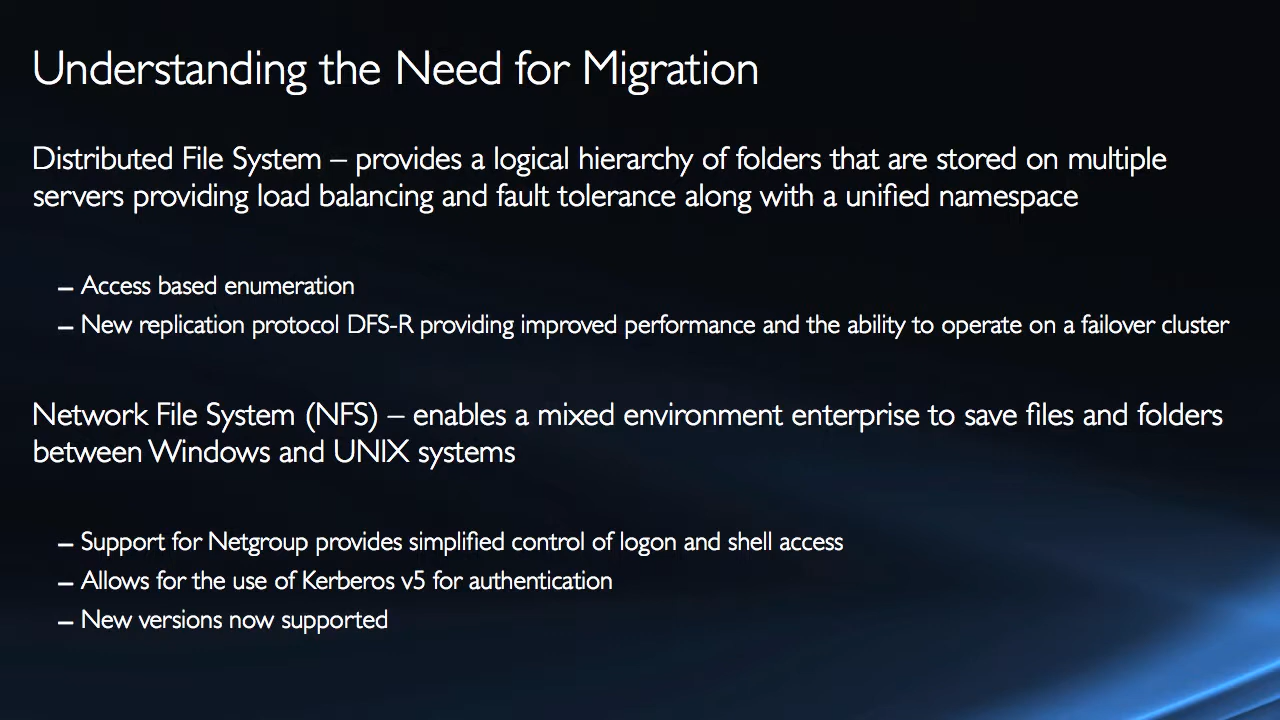 Understanding the Need for Migration
Distributed File System – provides a logical hierarchy of folders that are stored on multiple
servers providing load balancing and fault tolerance along with a unified namespace
– Access based enumeration
– New replication protocol DFS-R providing improved performance and the ability to operate on a failover cluster
Network File System (NFS) – enables a mixed environment enterprise to save files and folders
between Windows and UNIX systems
– Support for Netgroup provides simplified control of logon and shell access
– Allows for the use of Kerberos v5 for authentication
– New versions now supported